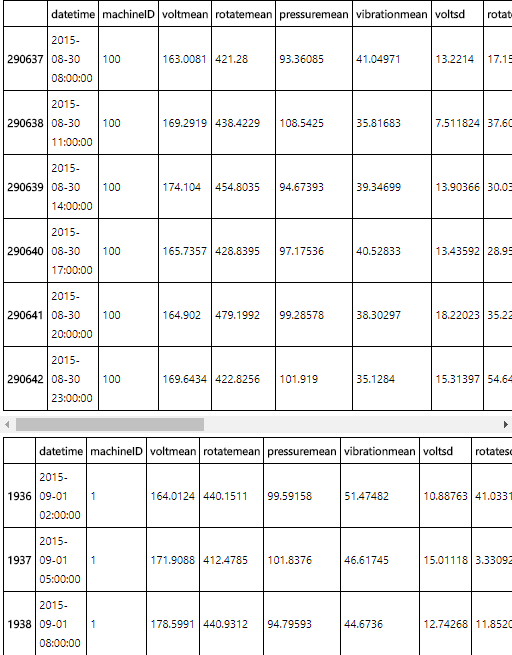 datetime machineID voltmean rotatemean pressuremean vibrationmean voltsd rotate
290637 2015-08-30 08:00:00 100 163.0081 421.28 93.36085 41.04971 13.2214 17.15
290638 2015-08-30 11:00:00 100 169.2919 438.4229 108.5425 35.81683 7.511824 37.60
290639 2015-08-30 14:00:00 100 174.104 454.8035 94.67393 39.34699 13.90366 30.03
290640 2015-08-30 17:00:00 100 165.7357 428.8395 97.17536 40.52833 13.43592 28.95
290641 2015-08-30 20:00:00 100 164.902 479.1992 99.28578 38.30297 18.22023 35.22
290642 2015-08-30 23:00:00 100 169.6434 422.8256 101.919 35.1284 15.31397 54.64
datetime machineID voltmean rotatemean pressuremean vibrationmean voltsd rotatesd
1936 2015-09-01 02:00:00 1 164.0124 440.1511 99.59158 51.47482 10.88763 41.0331
1937 2015-09-01 05:00:00 1 171.9088 412.4785 101.8376 46.61745 15.01118 3.33092
1938 2015-09-01 08:00:00 1 178.5991 440.9312 94.79593 44.6736 12.74268 11.8520